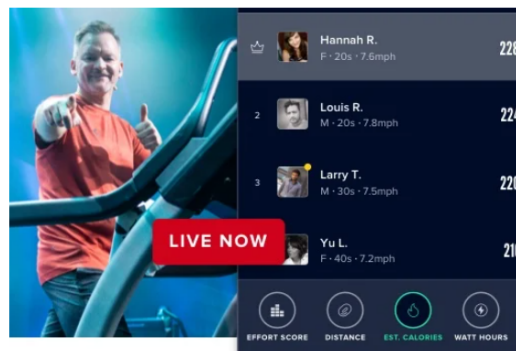 Hannah R.
F • 20s • 7.6mph
228
2
Louis R.
M • 20s • 7.8mph
224
3
Larry T.
M • 30s • 7.5mph
220
LIVE NOW
Yu L.
F • 40s • 7.2mph
EFFORT SCORE
DISTANCE
EST. CALORIES
WATT HOURS